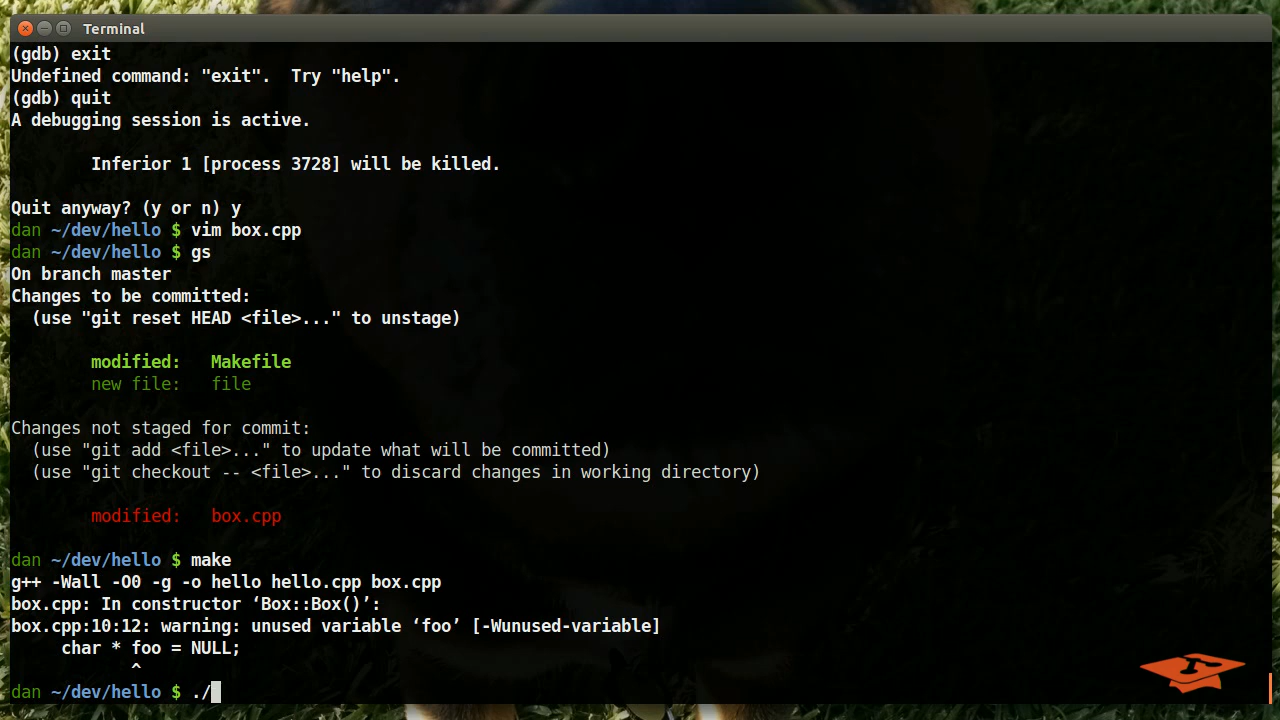 Terminal
(gdb) exit
Undefined command: "exit".  Try "help".
(gdb) quit
A debugging session is active.
Inferior 1 [process 3728] will be killed.
Quit anyway? (y or n) y
dan ~/dev/hello $ vim box.cpp
dan ~/dev/hello $ gs
On branch master
Changes to be committed:
  (use "git reset HEAD <file>..." to unstage)
        modified:   Makefile
        new file:   file
Changes not staged for commit:
  (use "git add <file>..." to update what will be committed)
  (use "git checkout -- <file>..." to discard changes in working directory)
        modified:   box.cpp
dan ~/dev/hello $ make
g++ -Wall -O0 -g -o hello hello.cpp box.cpp
box.cpp: In constructor ‘Box::Box()’:
box.cpp:10:12: warning: unused variable ‘foo’ [-Wunused-variable]
     char * foo = NULL;
            ^
dan ~/dev/hello $ ./